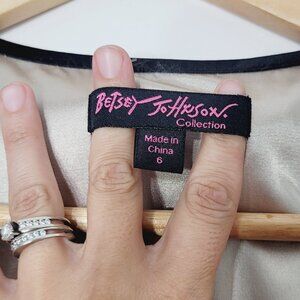 BETSEY JOHNSON.
Collection
Made in
China
6